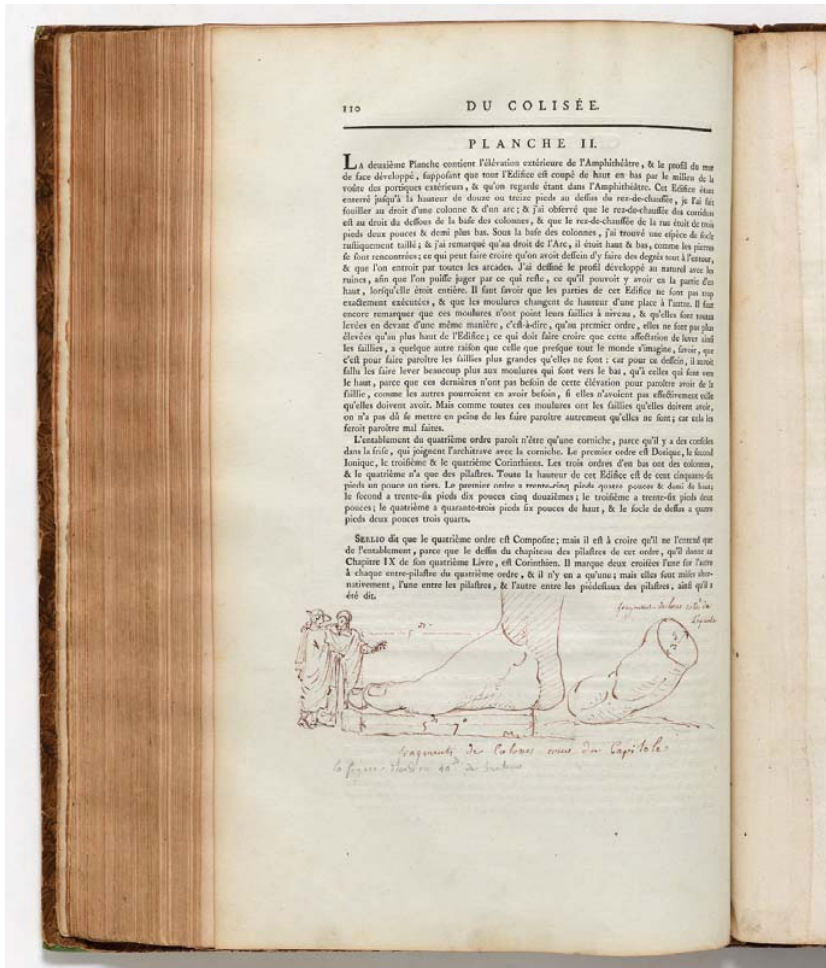 110 DU COLISÉE.
PLANCHE II.
LA deuxième Planche contient l'élévation extérieure de l'Amphithéâtre, & le profil du mur
de face développé, supposant que tout l'Edifice est coupé de haut en bas par le milieu de la
voûte des portiques extérieurs, & qu'on regarde étant dans l'Amphithéâtre. Cet Edifice étant
enterré jusqu'à la hauteur de douze ou treize pieds au dessus du rez-de-chaussée, je l'ai fait
fouiller au droit d'une colonne & d'un arc; & j'ai observé que le rez-de-chaussée des corridors
est au droit du dessous de la base des colonnes, & que le rez-de-chaussée de la rue étoit de trois
pieds deux pouces & demi plus bas. Sous la base des colonnes, j'ai trouvé une espèce de socle
rustiquement taillé; & j'ai remarqué qu'au droit de l'Arc, il étoit haut & bas, comme les pierres
se sont rencontrées; ce qui peut faire croire qu'on avoit dessein d'y faire des degrés tout à l'entour,
& que l'on entroit par toutes les arcades. J'ai dessiné le profil développé au naturel avec les
ruines, afin que l'on puisse juger par ce qui reste, ce qu'il pouvoit y avoir en la partie d'en
haut, lorsqu'elle étoit entière. Il faut savoir que les parties de cet Edifice ne sont pas trop
exactement exécutées, & que les moulures changent de hauteur d'une place à l'autre. Il faut
encore remarquer que ces moulures n'ont point leurs saillies à niveau, & qu'elles sont toutes
levées en devant d'une même manière, c'est-à-dire, qu'au premier ordre, elles ne sont pas plus
élevées qu'au plus haut de l'Edifice; ce qui doit faire croire que cette affectation de lever ainsi
les saillies, a quelque autre raison que celle que presque tout le monde s'imagine, savoir, que
c'est pour faire paroître les saillies plus grandes qu'elles ne sont: car pour ce dessein, il auroit
fallu les faire lever beaucoup plus aux moulures qui sont vers le bas, qu'à celles qui sont vers
le haut, parce que ces dernières n'ont pas besoin de cette élévation pour paroître avoir de la
saillie, comme les autres pourroient en avoir besoin, si elles n'avoient pas effectivement celle
qu'elles doivent avoir. Mais comme toutes ces moulures ont les saillies qu'elles doivent avoir,
on n'a pas dû se mettre en peine de les faire paroître autrement qu'elles ne sont; car cela les
feroit paroître mal faites.
L'entablement du quatrième ordre paroît n'être qu'une corniche, parce qu'il y a des consoles
dans la frise, qui joignent l'architrave avec la corniche. Le premier ordre est Dorique, le second
Ionique, le troisième & le quatrième Corinthiens. Les trois ordres d'en bas ont des colonnes,
& le quatrième n'a que des pilastres. Toute la hauteur de cet Edifice est de cent cinquante-six
pieds un pouce un tiers. Le premier ordre a trente-cinq pieds quatre pouces & demi de haut;
le second a trente-six pieds dix pouces cinq douzièmes; le troisième a trente-six pieds deux
pouces; le quatrième a quarante-trois pieds six pouces de haut, & le socle de dessus a quatre
pieds deux pouces trois quarts.
SERLIO dit que le quatrième ordre est Composite; mais il est à croire qu'il ne l'entend que
de l'entablement, parce que le dessus du chapiteau des pilastres de cet ordre, qu'il donne au
Chapitre IX de son quatrième Livre, est Corinthien. Il marque deux croisées l'une sur l'autre
à chaque entre-pilastre du quatrième ordre, & il n'y en a qu'une; mais elles sont mises alter-
nativement, l'une entre les pilastres, & l'autre entre les piédestaux des pilastres, ainsi qu'il a
été dit.
fragments de
fragments de Colosses du Capitole